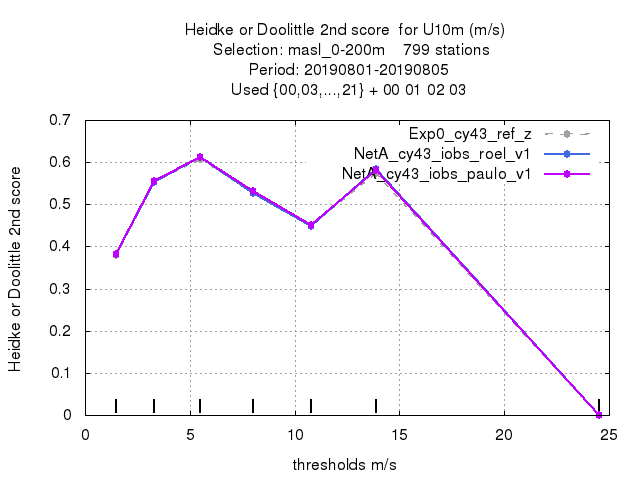 Heidke or Doolittle 2nd score  for U10m (m/s)
Selection: masl_0-200m    799 stations
Period: 20190801-20190805
Used {00,03,...,21} + 00 01 02 03
Exp0_cy43_ref_z
NetA_cy43_iobs_roel_v1
NetA_cy43_iobs_paulo_v1
Heidke or Doolittle 2nd score
0.7
0.6
0.5
0.4
0.3
0.2
0.1
0
0 5 10 15 20 25
thresholds m/s